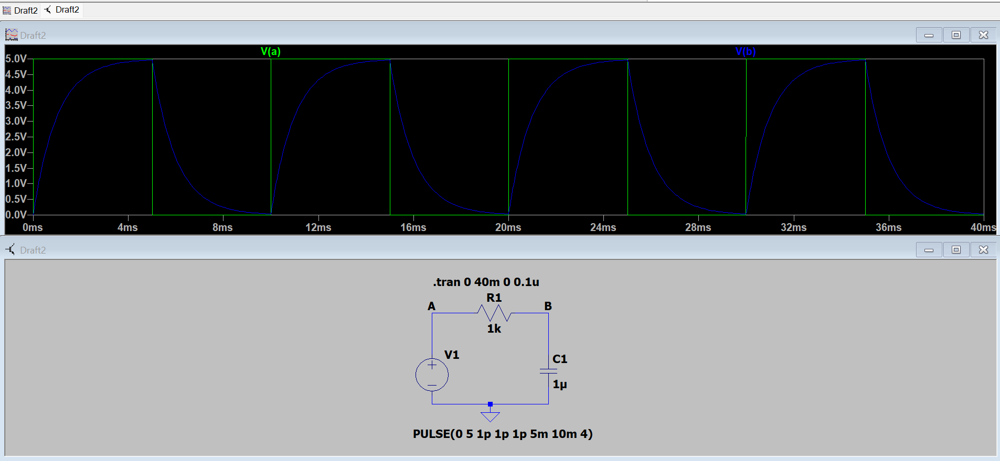 Draft2 Draft2
Draft2
V(a) V(b)
5.0V
4.5V
4.0V
3.5V
3.0V
2.5V
2.0V
1.5V
1.0V
0.5V
0.0V
0ms 4ms 8ms 12ms 16ms 20ms 24ms 28ms 32ms 36ms 40ms
Draft2
.tran 0 40m 0 0.1u
R1
A B
1k
V1
C1
1µ
PULSE(0 5 1p 1p 1p 5m 10m 4)